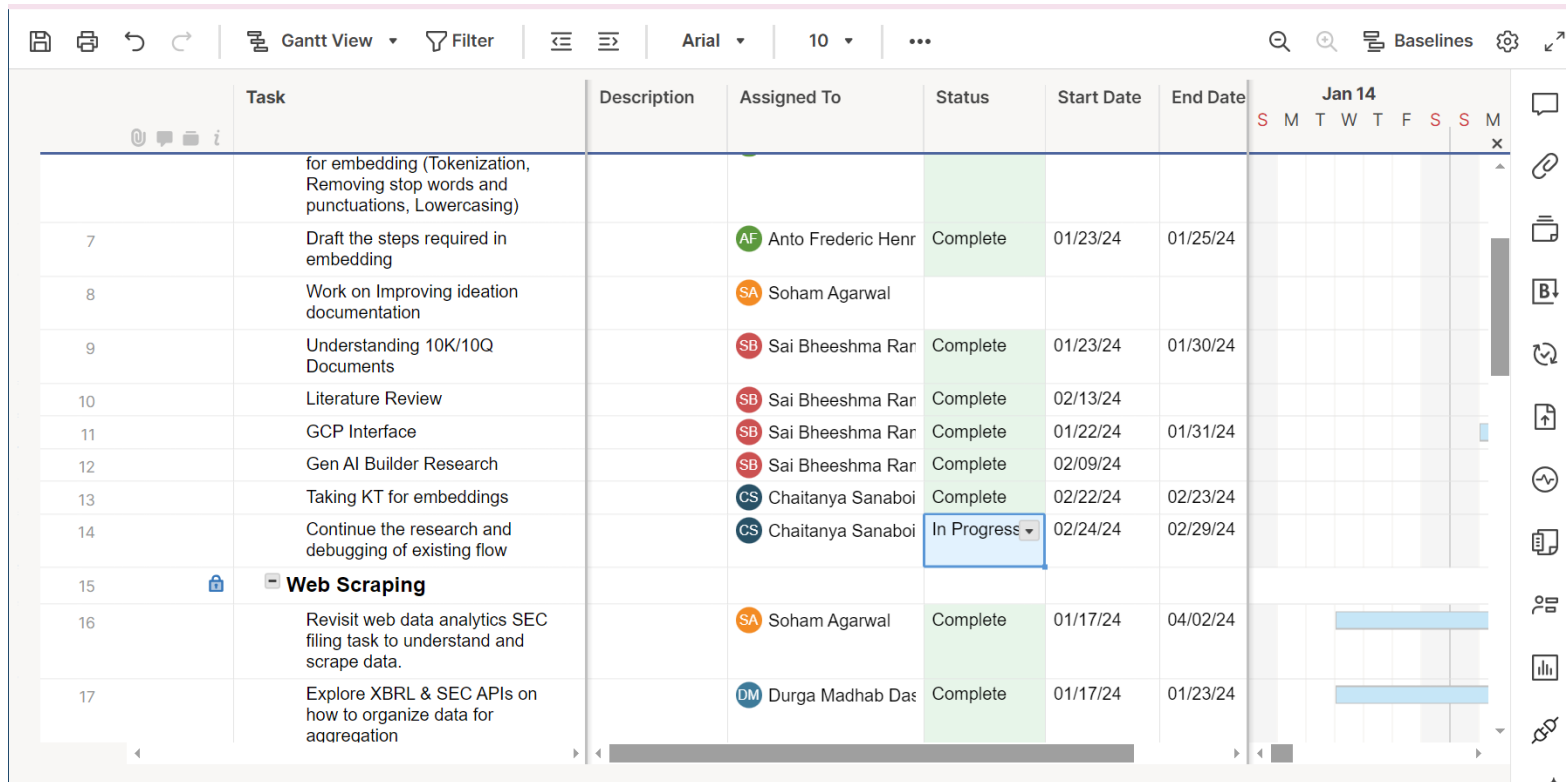 Gantt View Filter Arial 10 Baselines
Task Description Assigned To Status Start Date End Date Jan 14
S M T W T F S S M
for embedding (Tokenization,
Removing stop words and
punctuations, Lowercasing)
7 Draft the steps required in AF Anto Frederic Henr Complete 01/23/24 01/25/24
embedding
8 Work on Improving ideation SA Soham Agarwal
documentation
9 Understanding 10K/10Q SB Sai Bheeshma Ran Complete 01/23/24 01/30/24
Documents
10 Literature Review SB Sai Bheeshma Ran Complete 02/13/24
11 GCP Interface SB Sai Bheeshma Ran Complete 01/22/24 01/31/24
12 Gen AI Builder Research SB Sai Bheeshma Ran Complete 02/09/24
13 Taking KT for embeddings CS Chaitanya Sanaboi Complete 02/22/24 02/23/24
14 Continue the research and CS Chaitanya Sanaboi In Progress 02/24/24 02/29/24
debugging of existing flow
15 Web Scraping
16 Revisit web data analytics SEC SA Soham Agarwal Complete 01/17/24 04/02/24
filing task to understand and
scrape data.
17 Explore XBRL & SEC APIs on DM Durga Madhab Das Complete 01/17/24 01/23/24
how to organize data for
aggregation